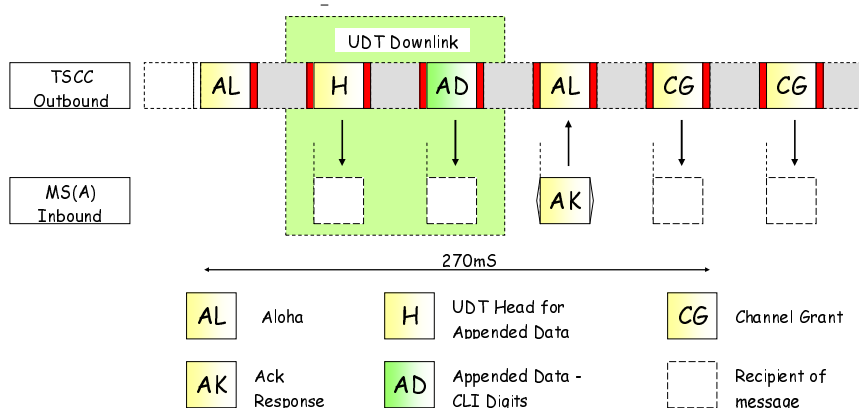 UDT Downlink
TSCC
Outbound
AL
H
AD
AL
CG
CG
MS(A)
Inbound
AK
270mS
AL
Aloha
H
UDT Head for
Appended Data
CG
Channel Grant
AK
Ack
Response
AD
Appended Data -
CLI Digits
Recipient of
message